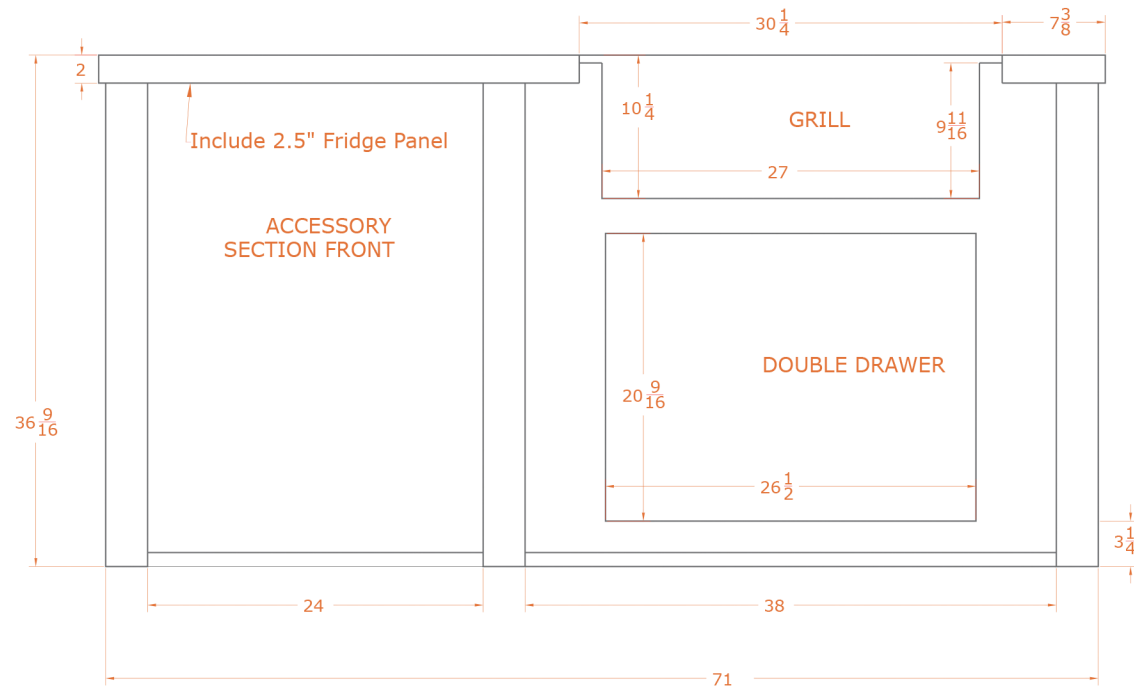 30 1/4
7 3/8
2
10 1/4
GRILL
9 11/16
Include 2.5" Fridge Panel
27
ACCESSORY
SECTION FRONT
DOUBLE DRAWER
20 9/16
36 9/16
26 1/2
3 1/4
24
38
71